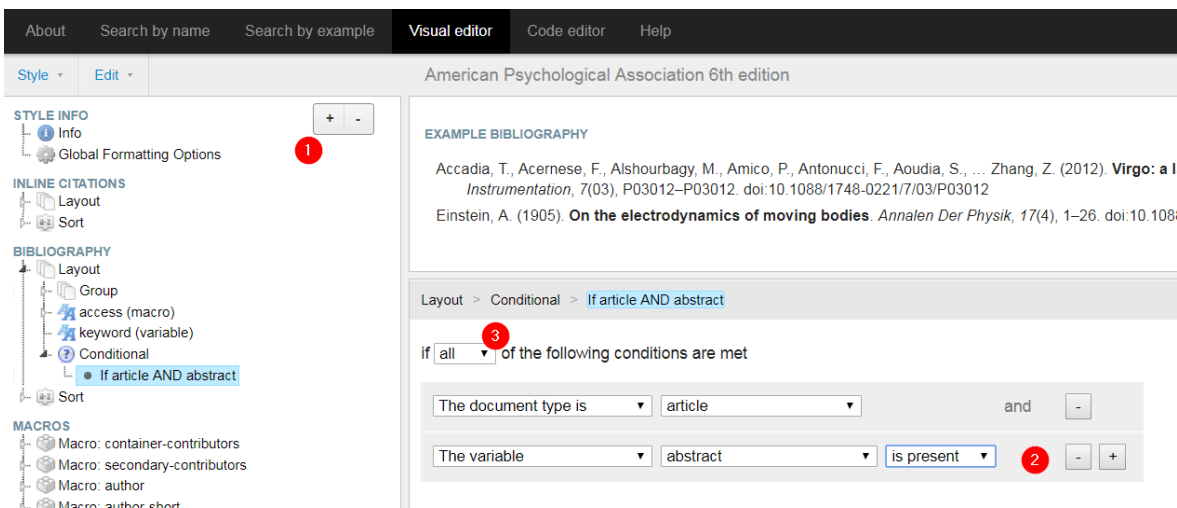 About Search by name Search by example Visual editor Code editor Help
Style Edit American Psychological Association 6th edition
STYLE INFO
+ -
Info
1
Global Formatting Options
INLINE CITATIONS
Layout
Sort
BIBLIOGRAPHY
Layout
Group
access (macro)
keyword (variable)
Conditional
If article AND abstract
Sort
MACROS
Macro: container-contributors
Macro: secondary-contributors
Macro: author
Macro: author-short
EXAMPLE BIBLIOGRAPHY
Accadia, T., Acernese, F., Alshourbagy, M., Amico, P., Antonucci, F., Aoudia, S., … Zhang, Z. (2012). Virgo: a l
Instrumentation, 7(03), P03012–P03012. doi:10.1088/1748-0221/7/03/P03012
Einstein, A. (1905). On the electrodynamics of moving bodies. Annalen Der Physik, 17(4), 1–26. doi:10.108
Layout > Conditional > If article AND abstract
3
if all of the following conditions are met
The document type is article and -
The variable abstract is present 2 - +